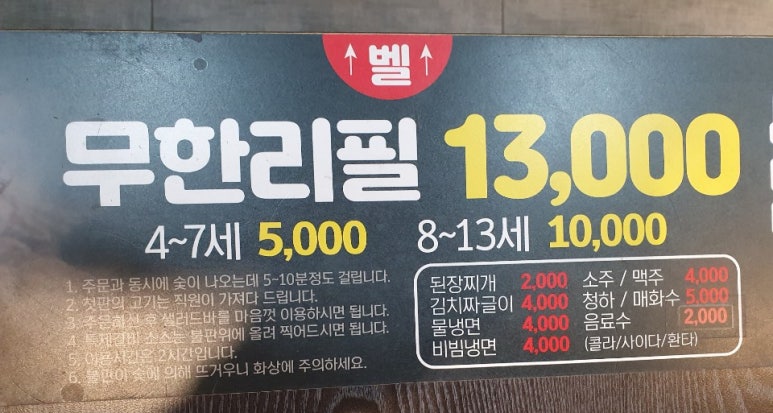 ↑ 벨 ↑
무한리필 13,000
4~7세 5,000 8~13세 10,000
1. 주문과 동시에 숯이 나오는데 5~10분정도 걸립니다.
2. 첫판의 고기는 직원이 가져다 드립니다.
3. 주문하신 후 샐러드바를 마음껏 이용하시면 됩니다.
4. 특제갈비 소스는 불판위에 올려 찍어드시면 됩니다.
5. 이용시간은 2시간입니다.
6. 불판이 숯에 의해 뜨거우니 화상에 주의하세요.
된장찌개 2,000 소주 / 맥주 4,000
김치짜글이 4,000 청하 / 매화수 5,000
물냉면 4,000 음료수 2,000
비빔냉면 4,000 (콜라/사이다/환타)